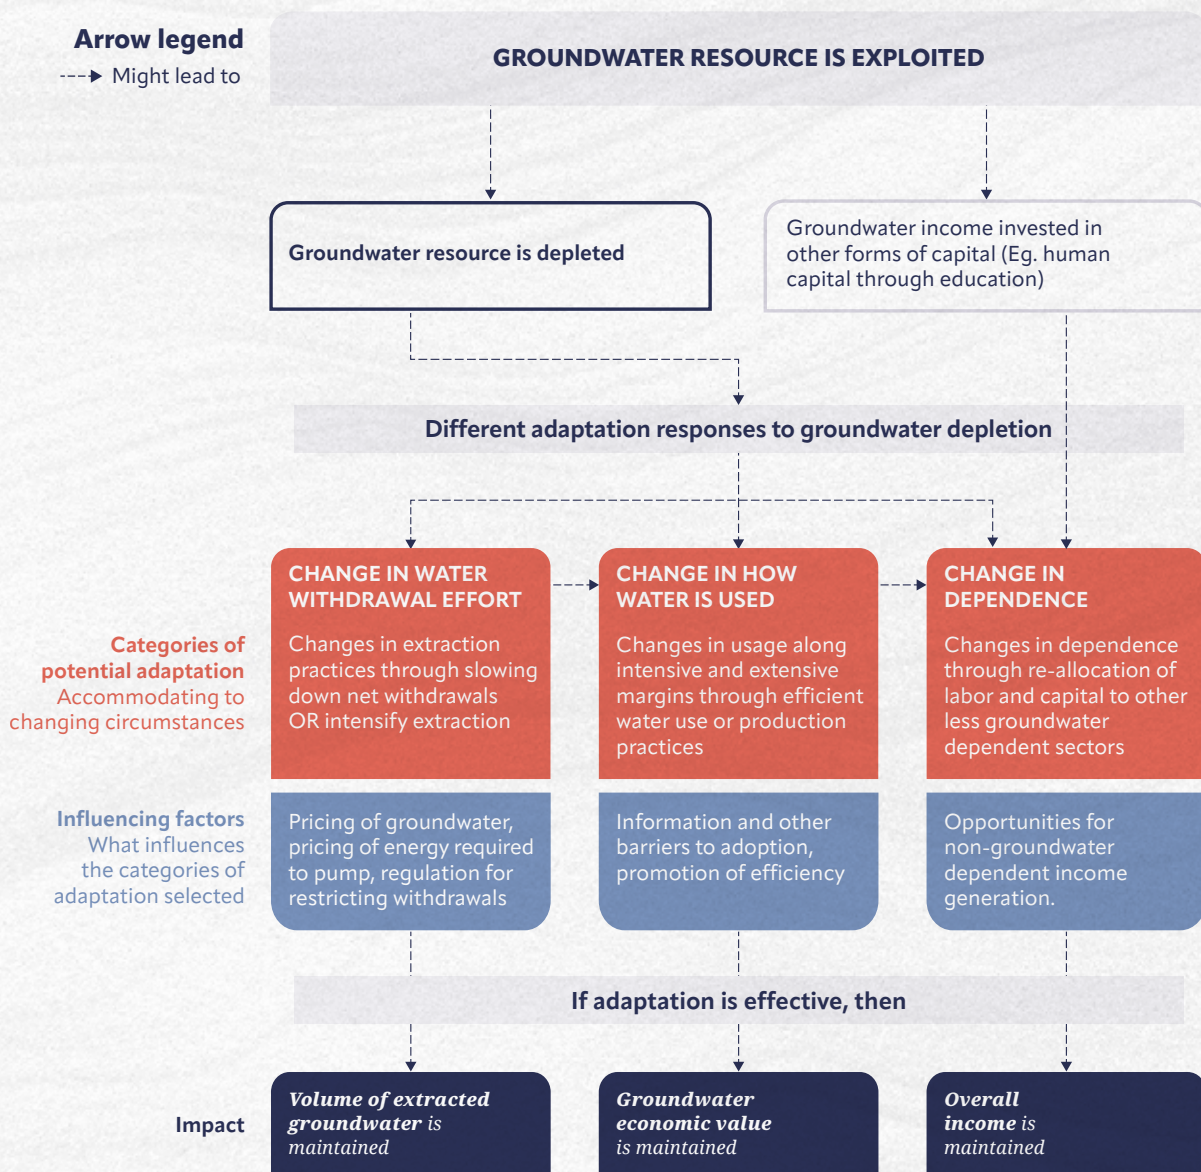 Arrow legend
Might lead to
GROUNDWATER RESOURCE IS EXPLOITED
Groundwater resource is depleted
Groundwater income invested in
other forms of capital (Eg. human
capital through education)
Different adaptation responses to groundwater depletion
Categories of
potential adaptation
Accommodating to
changing circumstances
CHANGE IN WATER
WITHDRAWAL EFFORT
Changes in extraction
practices through slowing
down net withdrawals
OR intensify extraction
CHANGE IN HOW
WATER IS USED
Changes in usage along
intensive and extensive
margins through efficient
water use or production
practices
CHANGE IN
DEPENDENCE
Changes in dependence
through re-allocation of
labor and capital to other
less groundwater
dependent sectors
Influencing factors
What influences
the categories of
adaptation selected
Pricing of groundwater,
pricing of energy required
to pump, regulation for
restricting withdrawals
Information and other
barriers to adoption,
promotion of efficiency
Opportunities for
non-groundwater
dependent income
generation.
If adaptation is effective, then
Impact
Volume of extracted
groundwater is
maintained
Groundwater
economic value
is maintained
Overall
income is
maintained